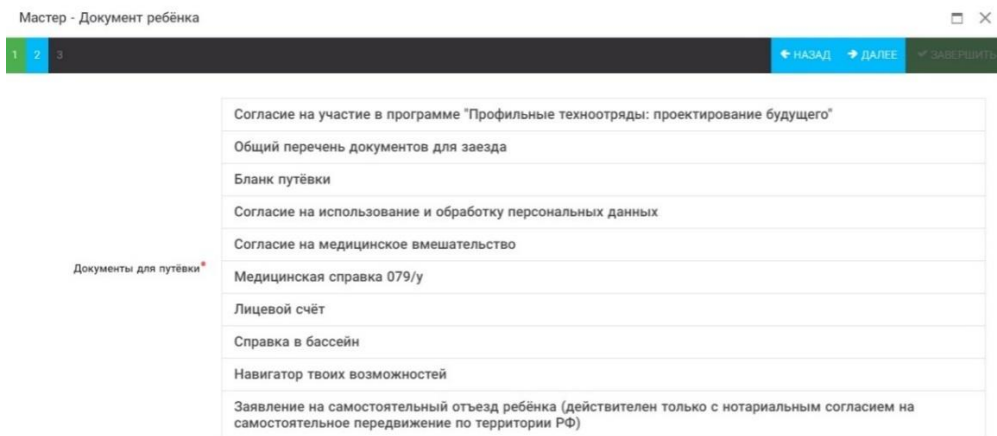 Мастер - Документ ребёнка
1 2 3 НАЗАД ДАЛЕЕ ЗАВЕРШИТЬ
Согласие на участие в программе "Профильные техноотряды: проектирование будущего"
Общий перечень документов для заезда
Бланк путёвки
Согласие на использование и обработку персональных данных
Согласие на медицинское вмешательство
Документы для путёвки*
Медицинская справка 079/у
Лицевой счёт
Справка в бассейн
Навигатор твоих возможностей
Заявление на самостоятельный отъезд ребёнка (действителен только с нотариальным согласием на
самостоятельное передвижение по территории РФ)